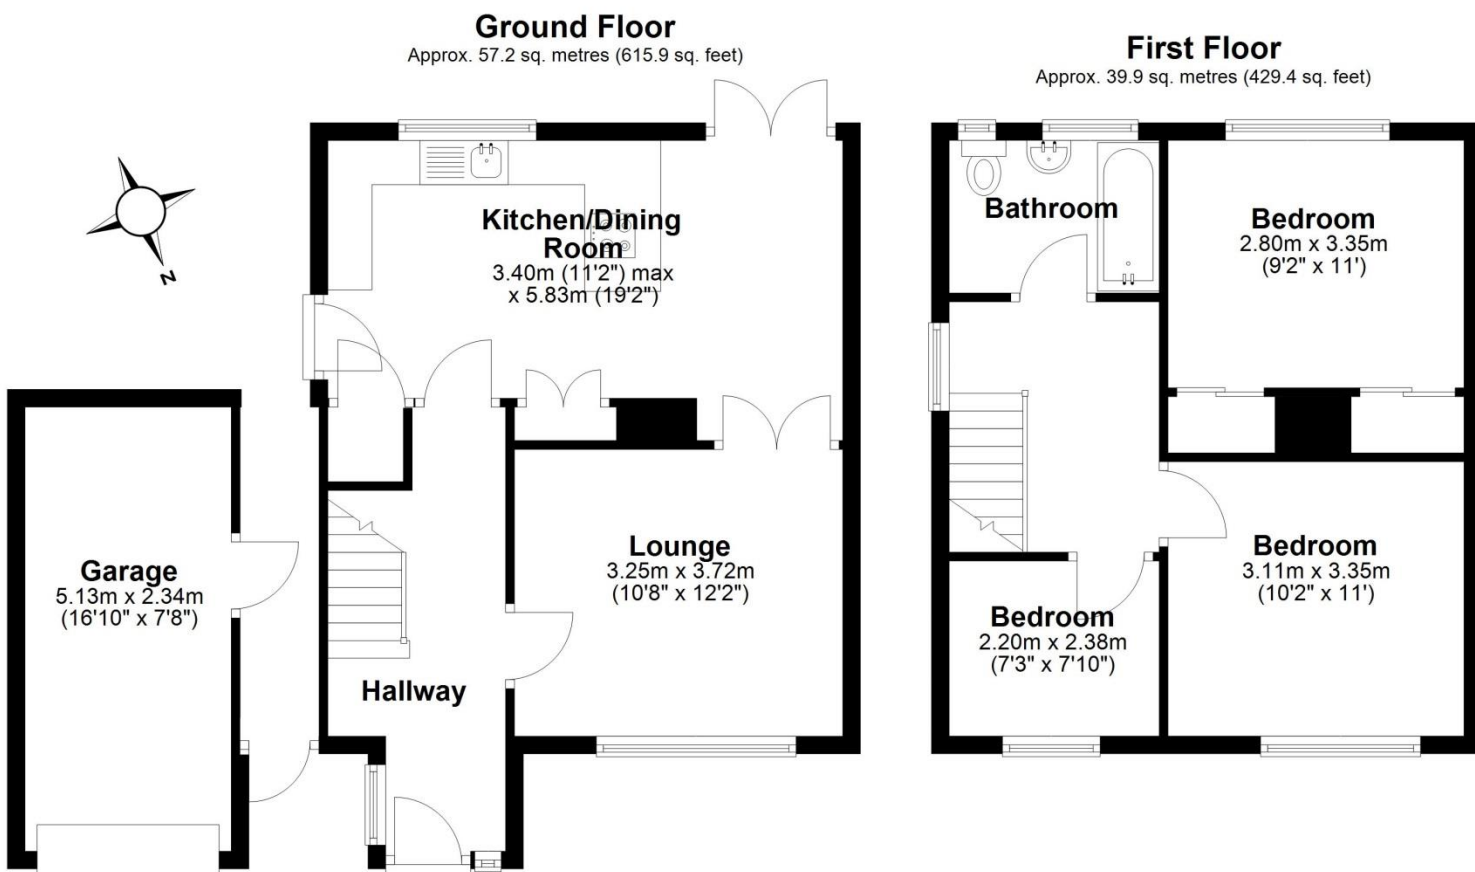 Ground Floor
Approx. 57.2 sq. metres (615.9 sq. feet)
First Floor
Approx. 39.9 sq. metres (429.4 sq. feet)
N
Kitchen/Dining
Room
3.40m (11'2") max
x 5.83m (19'2")
Bathroom
Bedroom
2.80m x 3.35m
(9'2" x 11')
Garage
5.13m x 2.34m
(16'10" x 7'8")
Lounge
3.25m x 3.72m
(10'8" x 12'2")
Hallway
Bedroom
2.20m x 2.38m
(7'3" x 7'10")
Bedroom
3.11m x 3.35m
(10'2" x 11')